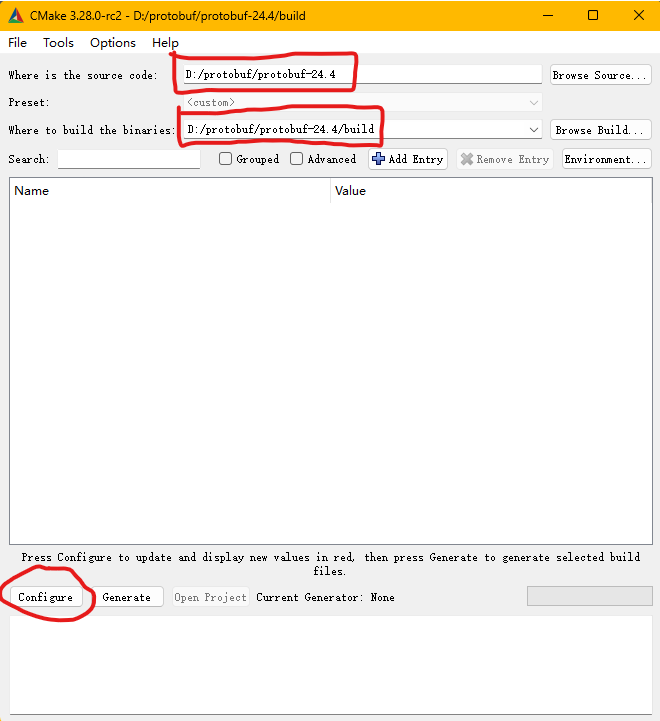 CMake 3.28.0-rc2 - D:/protobuf/protobuf-24.4/build
File Tools Options Help
Where is the source code: D:/protobuf/protobuf-24.4 Browse Source...
Preset: <custom>
Where to build the binaries: D:/protobuf/protobuf-24.4/build Browse Build...
Search: Grouped Advanced Add Entry Remove Entry Environment...
Name Value
Press Configure to update and display new values in red, then press Generate to generate selected build
files.
Configure Generate Open Project Current Generator: None